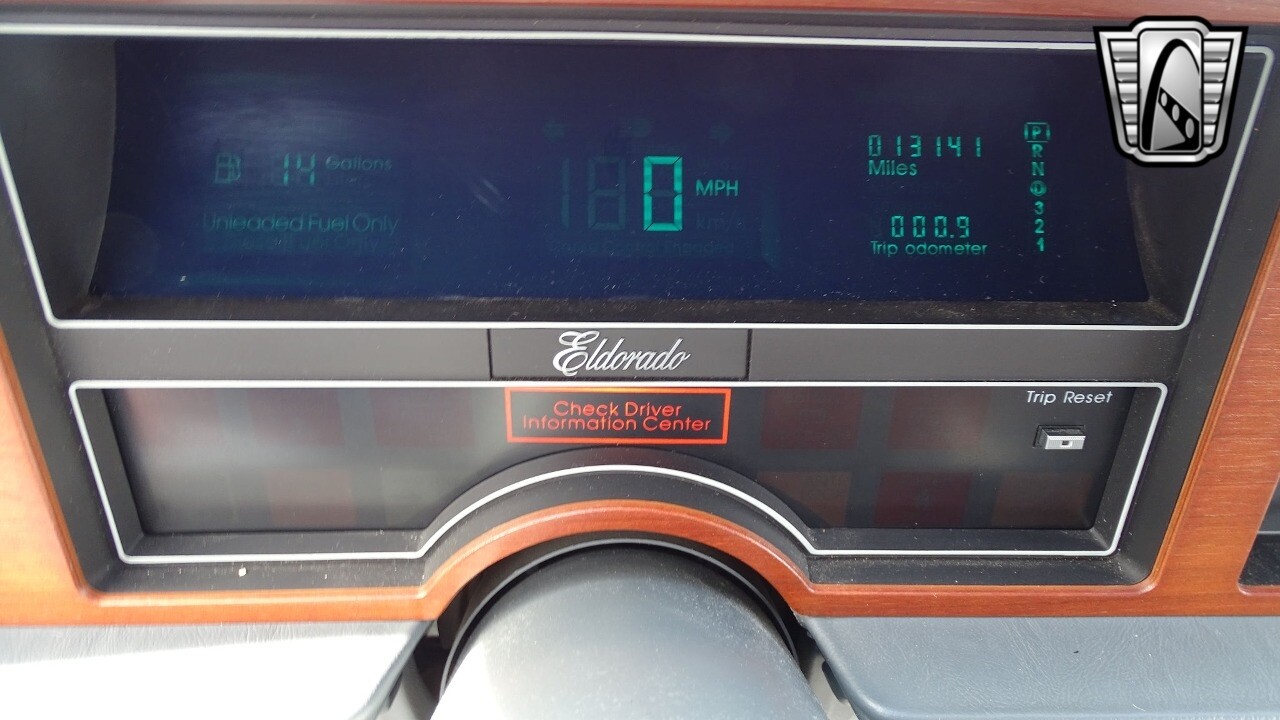 14 Gallons
Unleaded Fuel Only
0 MPH
013141
Miles
000.9
Trip odometer
P
R
N
D
3
2
1
Eldorado
Check Driver
Information Center
Trip Reset